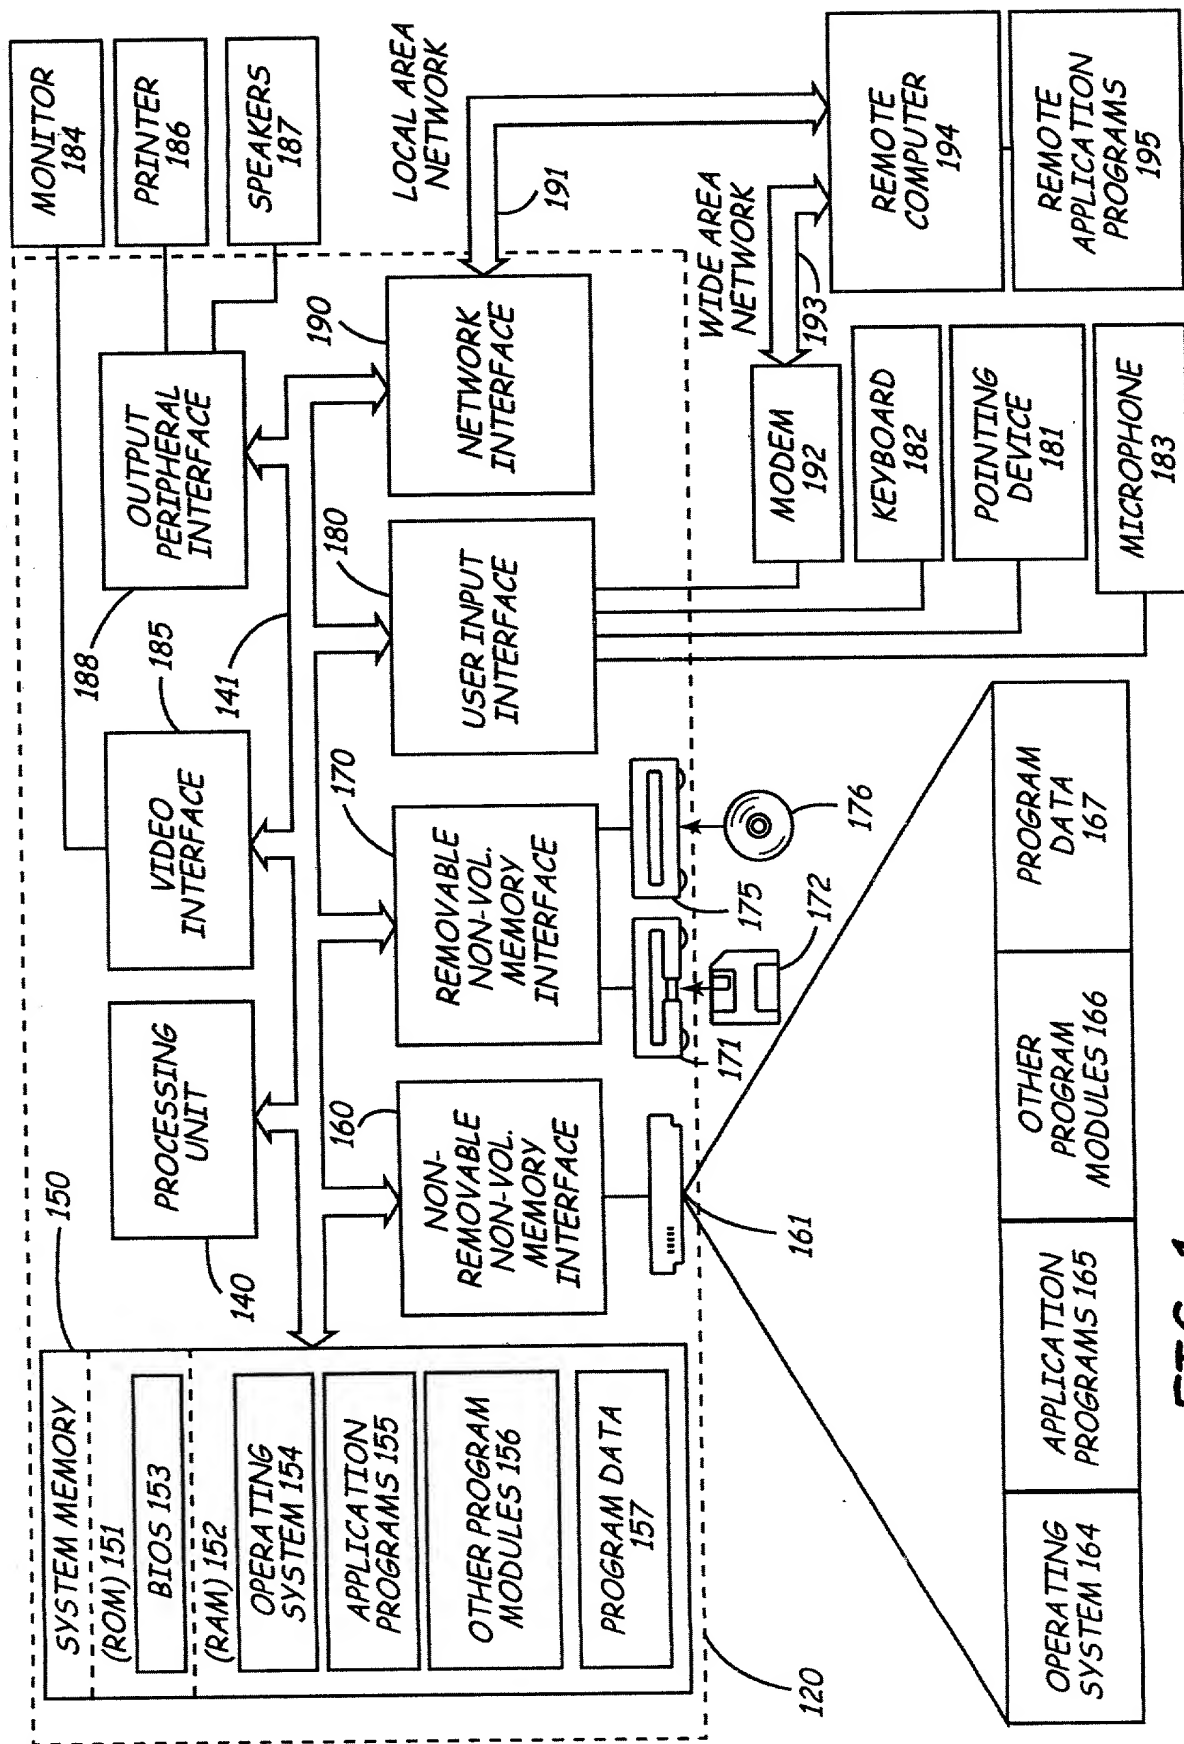 SYSTEM MEMORY
(ROM) 151
BIOS 153
(RAM) 152
OPERATING
SYSTEM 154
APPLICATION
PROGRAMS 155
OTHER PROGRAM
MODULES 156
PROGRAM DATA
157
150
140
PROCESSING
UNIT
VIDEO
INTERFACE
185
141
188
OUTPUT
PERIPHERAL
INTERFACE
MONITOR
184
PRINTER
186
SPEAKERS
187
160
NON-
REMOVABLE
NON-VOL.
MEMORY
INTERFACE
170
REMOVABLE
NON-VOL.
MEMORY
INTERFACE
180
USER INPUT
INTERFACE
190
NETWORK
INTERFACE
LOCAL AREA
NETWORK
191
120
161
171
172
175
176
WIDE AREA
NETWORK
193
MODEM
192
KEYBOARD
182
POINTING
DEVICE
181
MICROPHONE
183
REMOTE
COMPUTER
194
REMOTE
APPLICATION
PROGRAMS
195
OPERATING
SYSTEM 164
APPLICATION
PROGRAMS 165
OTHER
PROGRAM
MODULES 166
PROGRAM
DATA
167